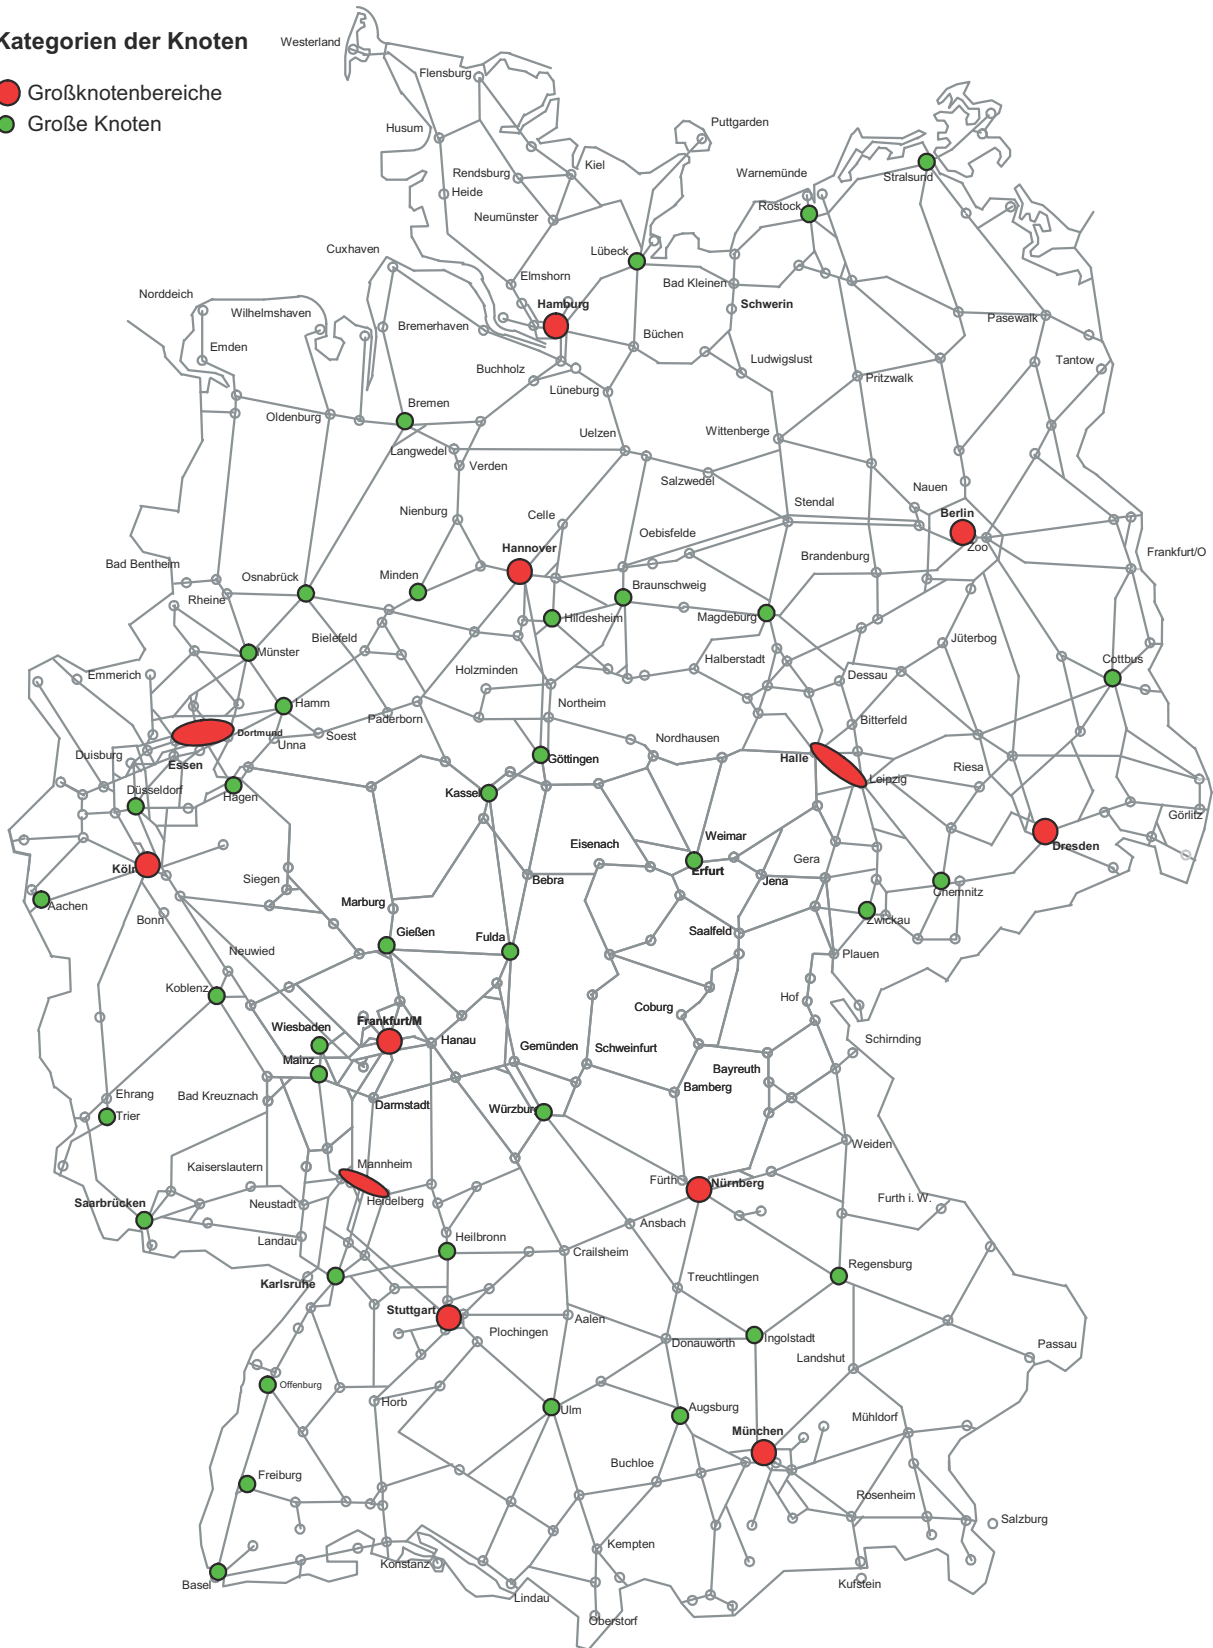 Kategorien der Knoten
Großknotenbereiche
Große Knoten
Westerland
Flensburg
Husum
Puttgarden
Kiel
Rendsburg
Warnemünde
Stralsund
Heide
Rostock
Neumünster
Cuxhaven
Lübeck
Elmshorn
Bad Kleinen
Norddeich
Hamburg
Schwerin
Wilhelmshaven
Bremerhaven
Pasewalk
Emden
Büchen
Ludwigslust
Tantow
Buchholz
Lüneburg
Pritzwalk
Bremen
Oldenburg
Uelzen
Wittenberge
Langwedel
Verden
Salzwedel
Nauen
Nienburg
Celle
Stendal
Berlin
Oebisfelde
Hannover
Zoo
Frankfurt/O
Bad Bentheim
Brandenburg
Osnabrück
Minden
Braunschweig
Rheine
Hildesheim
Magdeburg
Bielefeld
Jüterbog
Münster
Halberstadt
Cottbus
Emmerich
Holzminden
Dessau
Hamm
Northeim
Paderborn
Bitterfeld
Dortmund
Soest
Unna
Nordhausen
Duisburg
Göttingen
Halle
Essen
Riesa
Leipzig
Düsseldorf
Kassel
Hagen
Görlitz
Weimar
Eisenach
Dresden
Gera
Köln
Erfurt
Siegen
Bebra
Jena
Chemnitz
Marburg
Aachen
Bonn
Zwickau
Gießen
Fulda
Saalfeld
Neuwied
Plauen
Koblenz
Hof
Coburg
Frankfurt/M
Wiesbaden
Hanau
Schirnding
Gemünden
Schweinfurt
Mainz
Bayreuth
Ehrang
Bad Kreuznach
Bamberg
Darmstadt
Würzburg
Trier
Weiden
Mannheim
Kaiserslautern
Fürth
Nürnberg
Saarbrücken
Neustadt
Heidelberg
Furth i. W.
Ansbach
Heilbronn
Landau
Crailsheim
Regensburg
Karlsruhe
Treuchtlingen
Stuttgart
Aalen
Plochingen
Ingolstadt
Donauwörth
Passau
Landshut
Offenburg
Horb
Ulm
Augsburg
Mühldorf
München
Buchloe
Freiburg
Rosenheim
Salzburg
Kempten
Konstanz
Basel
Kufstein
Lindau
Oberstorf